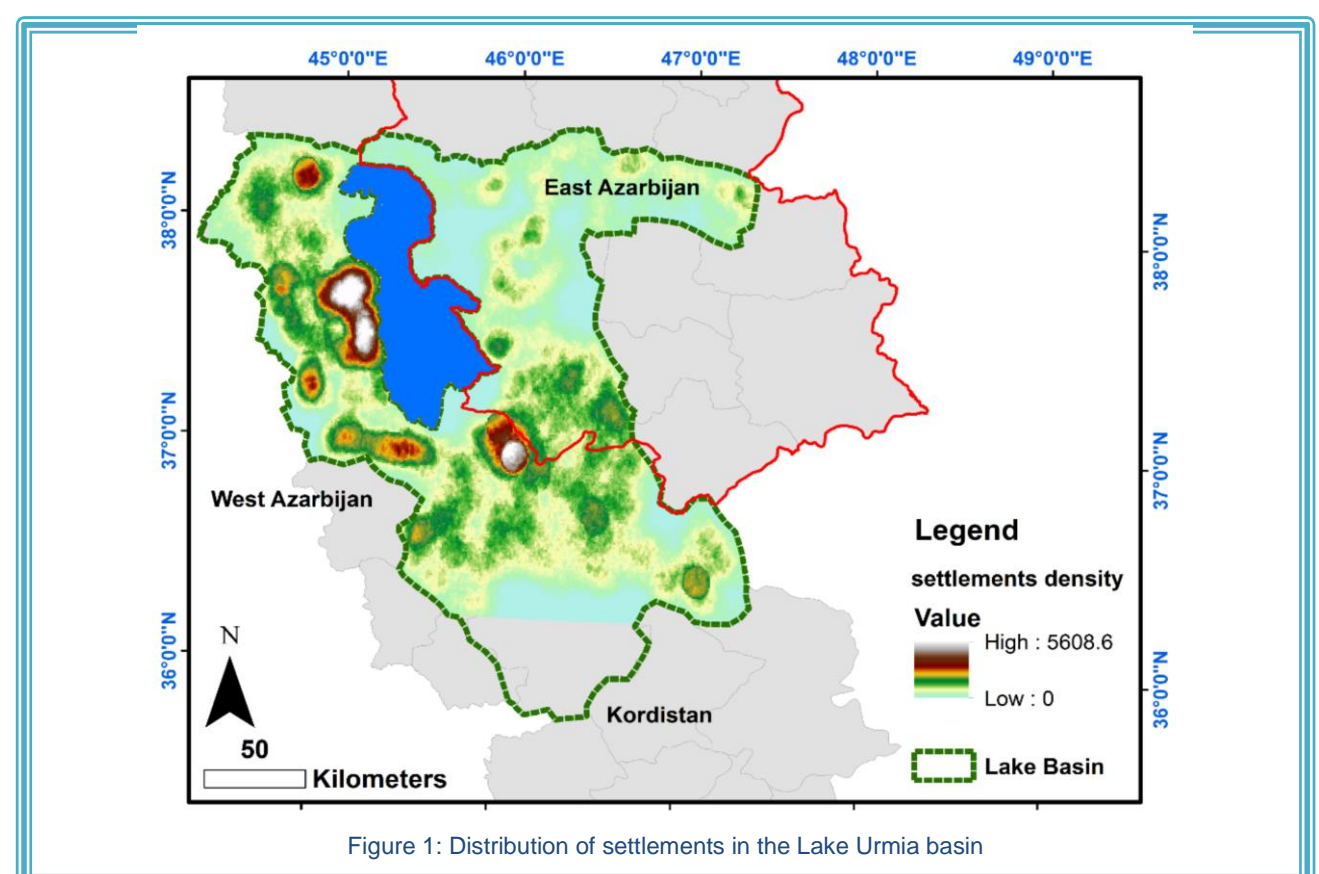 45°0'0"E 46°0'0"E 47°0'0"E 48°0'0"E 49°0'0"E
38°0'0"N
East Azarbijan
38°0'0"N
37°0'0"N
37°0'0"N
West Azarbijan
Legend
settlements density
Value
High : 5608.6
Low : 0
N
36°0'0"N
36°0'0"N
Kordistan
50
Kilometers
Lake Basin
Figure 1: Distribution of settlements in the Lake Urmia basin